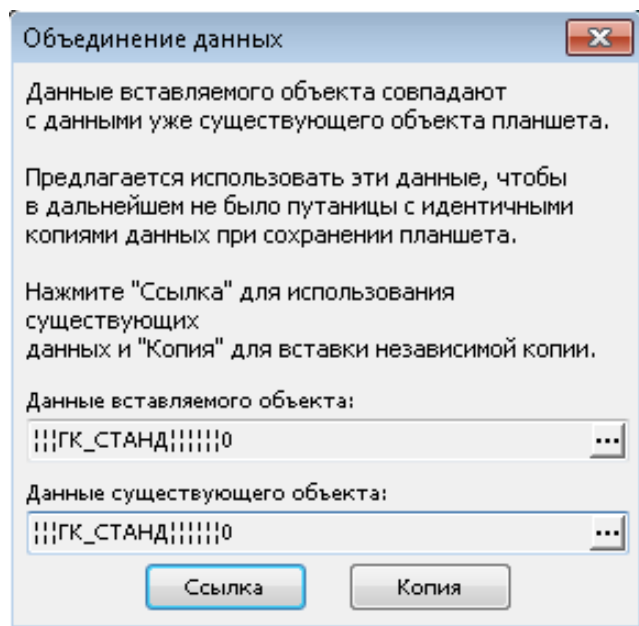 Объединение данных
Данные вставляемого объекта совпадают
с данными уже существующего объекта планшета.
Предлагается использовать эти данные, чтобы
в дальнейшем не было путаницы с идентичными
копиями данных при сохранении планшета.
Нажмите "Ссылка" для использования
существующих
данных и "Копия" для вставки независимой копии.
Данные вставляемого объекта:
¦¦¦ГК_СТАНД¦¦¦¦¦¦0
...
Данные существующего объекта:
¦¦¦ГК_СТАНД¦¦¦¦¦¦0
...
Ссылка
Копия